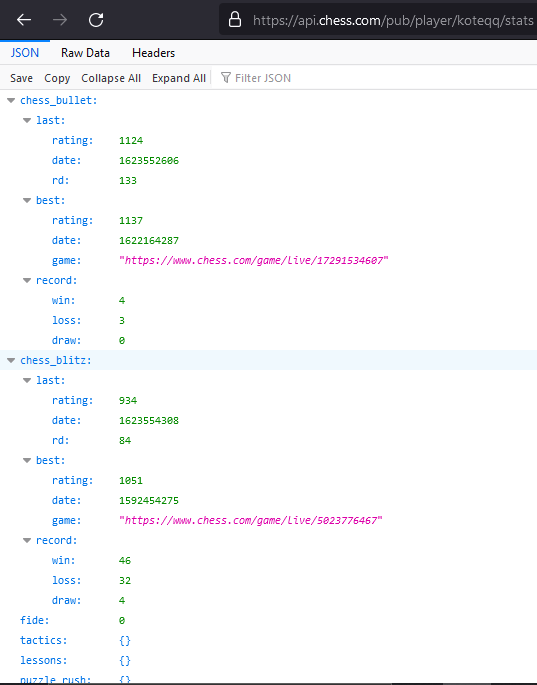 https://api.chess.com/pub/player/koteqq/stats
JSON Raw Data Headers
Save Copy Collapse All Expand All Filter JSON
chess_bullet:
last:
rating: 1124
date: 1623552606
rd: 133
best:
rating: 1137
date: 1622164287
game: "https://www.chess.com/game/live/17291534607"
record:
win: 4
loss: 3
draw: 0
chess_blitz:
last:
rating: 934
date: 1623554308
rd: 84
best:
rating: 1051
date: 1592454275
game: "https://www.chess.com/game/live/5023776467"
record:
win: 46
loss: 32
draw: 4
fide: 0
tactics: {}
lessons: {}
puzzle_rush: {}